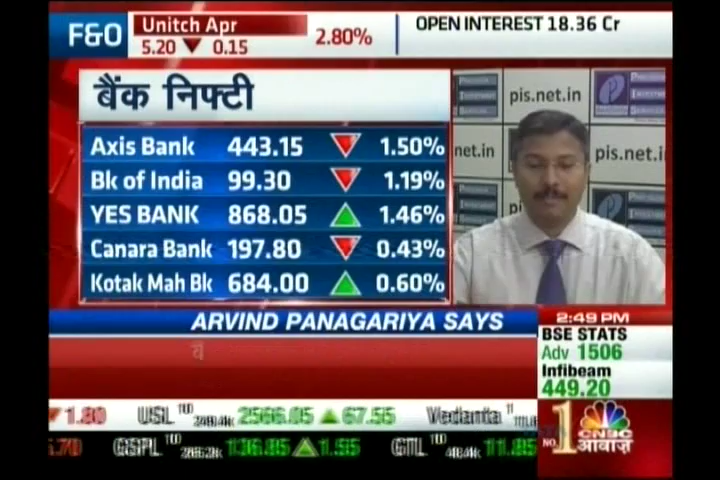 F&O
Unitch Apr
5.20 0.15
2.80%
OPEN INTEREST 18.36 Cr
बैंक निफ्टी
Axis Bank 443.15 1.50%
Bk of India 99.30 1.19%
YES BANK 868.05 1.46%
Canara Bank 197.80 0.43%
Kotak Mah Bk 684.00 0.60%
pis.net.in
net.in
pis.net.i
ARVIND PANAGARIYA SAYS
2:49 PM
BSE STATS
Adv 1506
Infibeam
449.20
1.80 USL 2566.05 67.55 Vedanta
GSPL 126.85 1.55 GTL 11.85
NO. 1
CNBC
आवाज़